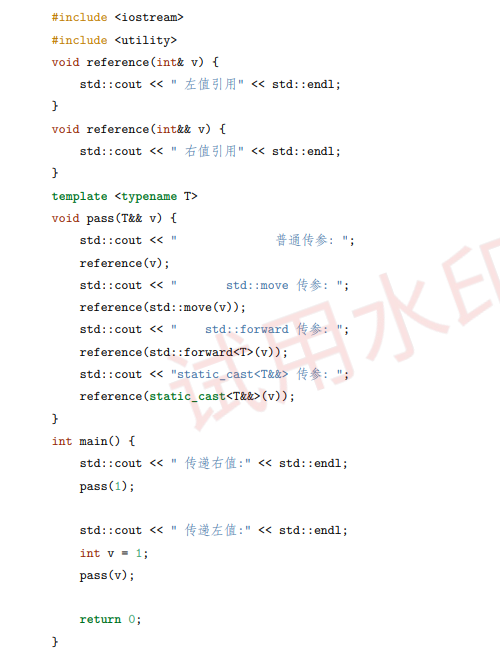 #include <iostream>
#include <utility>
void reference(int& v) {
    std::cout << " 左值引用" << std::endl;
}
void reference(int&& v) {
    std::cout << " 右值引用" << std::endl;
}
template <typename T>
void pass(T&& v) {
    std::cout << "              普通传参: ";
    reference(v);
    std::cout << "       std::move 传参: ";
    reference(std::move(v));
    std::cout << "    std::forward 传参: ";
    reference(std::forward<T>(v));
    std::cout << "static_cast<T&&> 传参: ";
    reference(static_cast<T&&>(v));
}
int main() {
    std::cout << " 传递右值:" << std::endl;
    pass(1);

    std::cout << " 传递左值:" << std::endl;
    int v = 1;
    pass(v);

    return 0;
}
试用水印